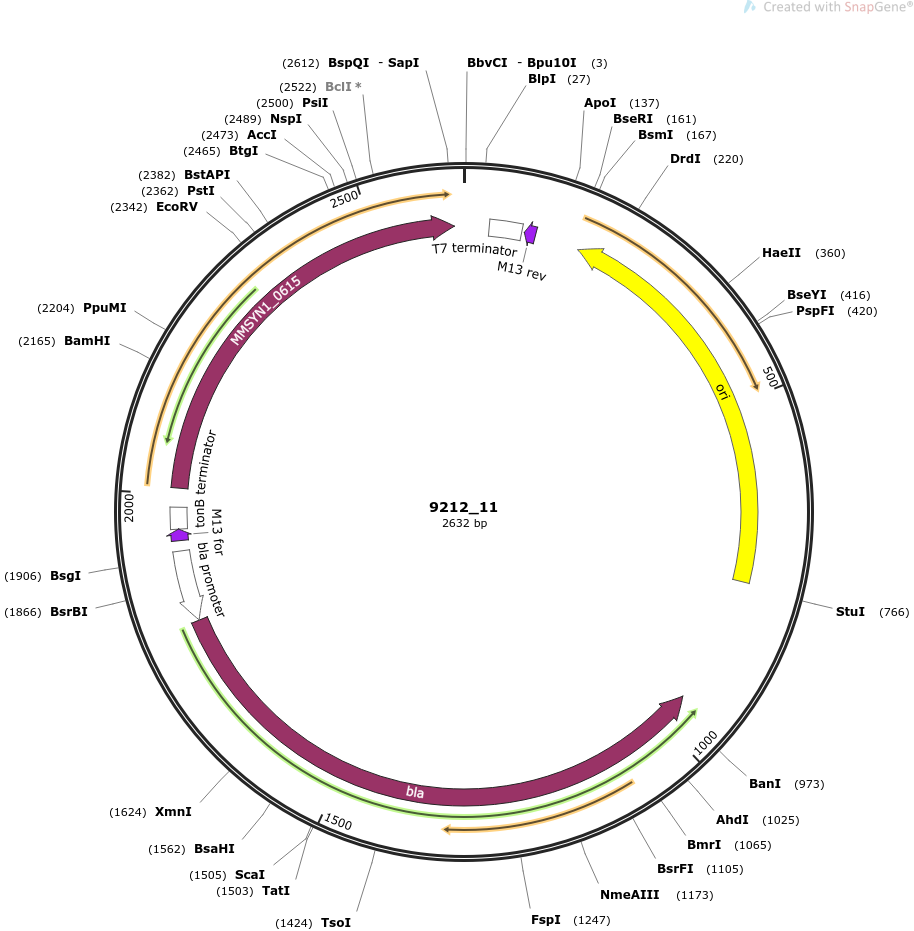 Created with SnapGene®
(2612) BspQI - SapI
(2522) BclI *
(2500) PsiI
(2489) NspI
(2473) AccI
(2465) BtgI
(2382) BstAPI
(2362) PstI
(2342) EcoRV
(2204) PpuMI
(2165) BamHI
(1906) BsgI
(1866) BsrBI
(1624) XmnI
(1562) BsaHI
(1505) ScaI
(1503) TatI
(1424) TsoI
BbvCI - Bpu10I (3)
BlpI (27)
ApoI (137)
BseRI (161)
BsmI (167)
DrdI (220)
HaeII (360)
BseYI (416)
PspFI (420)
StuI (766)
BanI (973)
AhdI (1025)
BmrI (1065)
BsrFI (1105)
NmeAIII (1173)
FspI (1247)
500
1000
1500
2000
2500
T7 terminator
M13 rev
ori
bla
bla promoter
M13 for
tonB terminator
MMSYN1_0615
9212_11
2632 bp